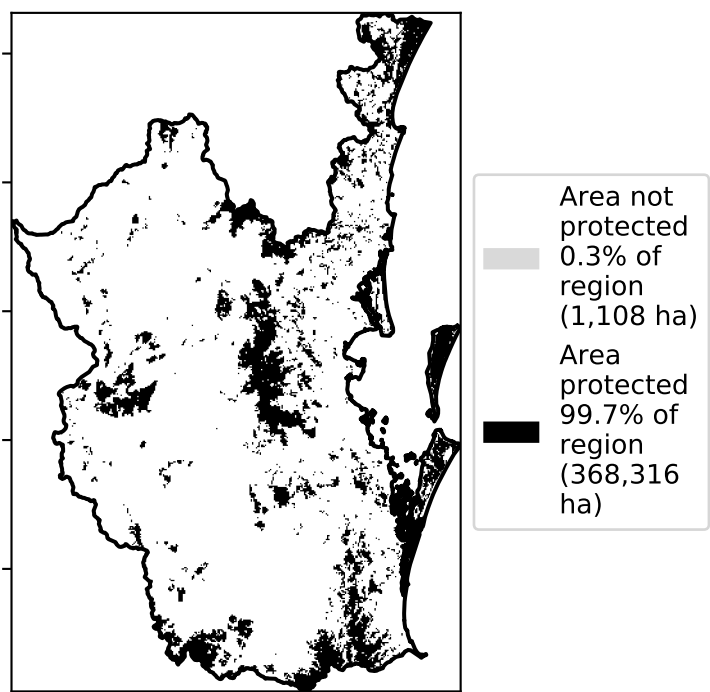 Area not
protected
0.3% of
region
(1,108 ha)
Area
protected
99.7% of
region
(368,316
ha)